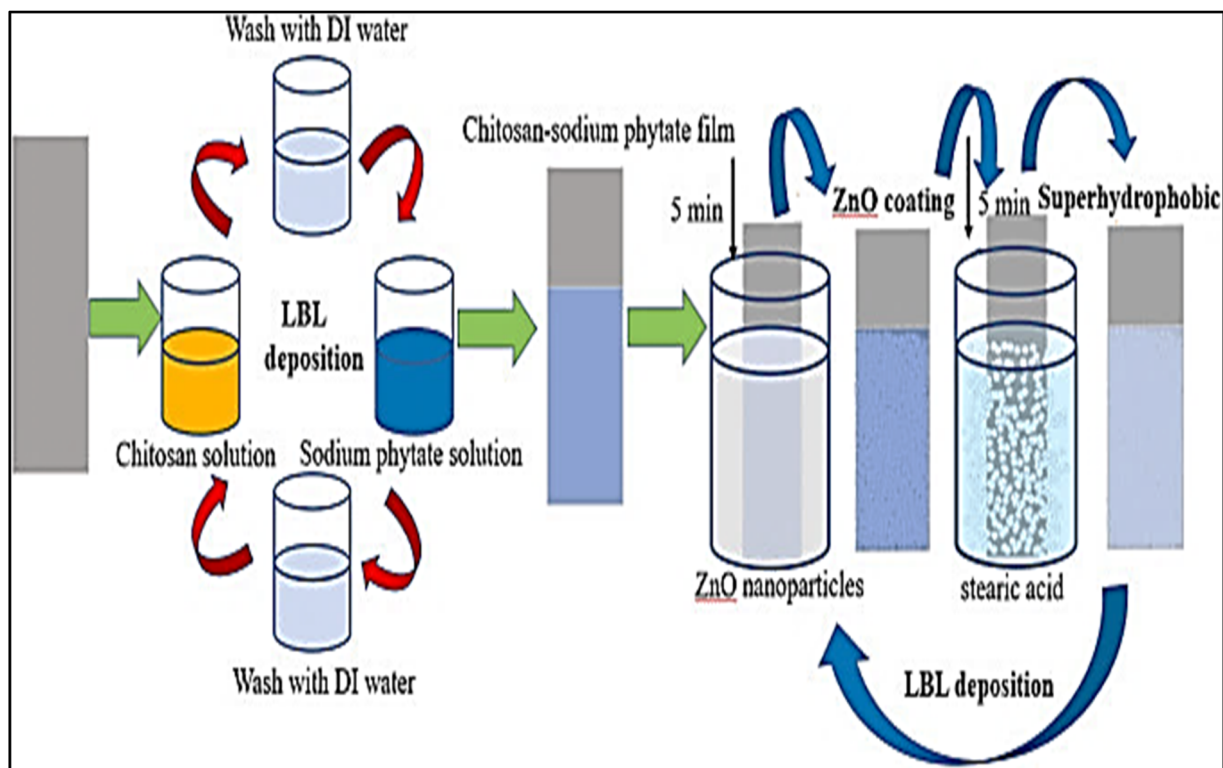 Wash with DI water
Chitosan solution
LBL
deposition
Sodium phytate solution
Wash with DI water
Chitosan-sodium phytate film
5 min
ZnO nanoparticles
ZnO coating
5 min
stearic acid
Superhydrophobic
LBL deposition